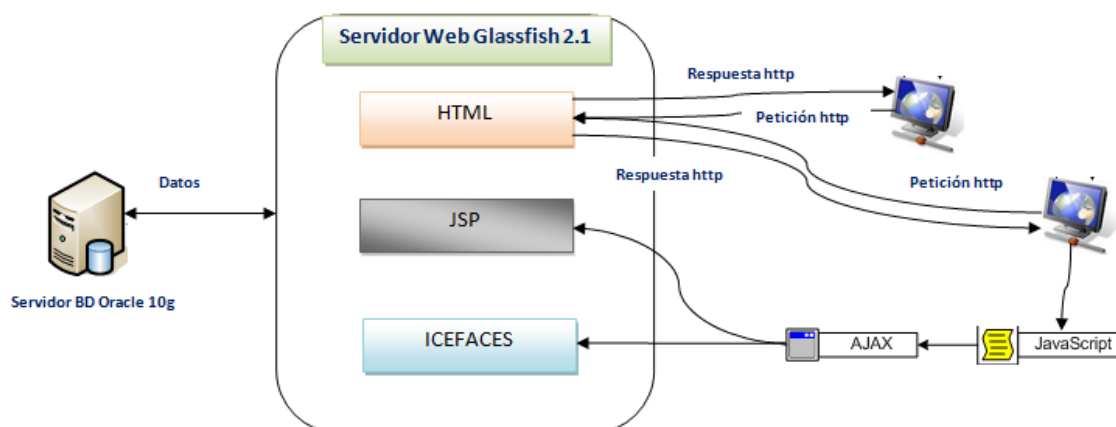 Servidor Web Glassfish 2.1
Respuesta http
HTML
Petición http
Respuesta http
Petición http
Datos
JSP
Servidor BD Oracle 10g
ICEFACES
AJAX
JavaScript